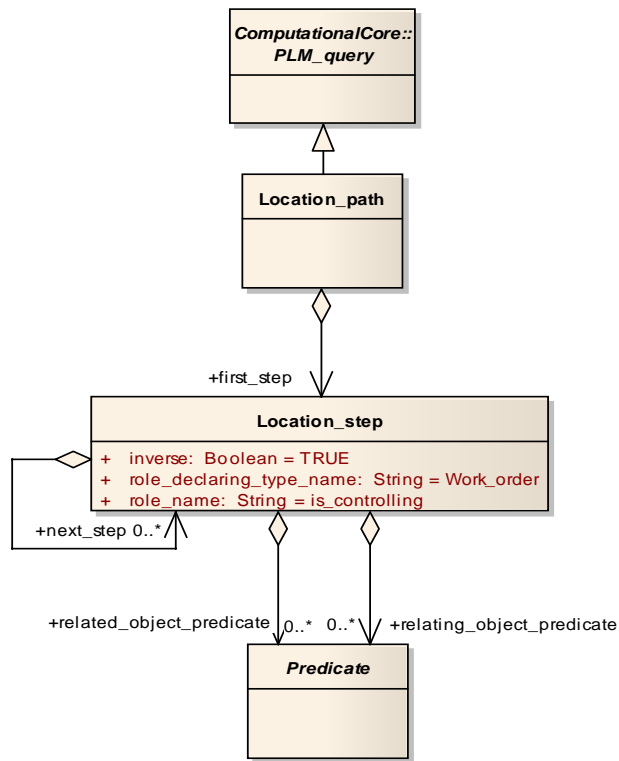 ComputationalCore::
PLM_query
Location_path
+first_step
Location_step
+ inverse: Boolean = TRUE
+ role_declaring_type_name: String = Work_order
+ role_name: String = is_controlling
+next_step 0..*
+related_object_predicate 0..* 0..* +relating_object_predicate
Predicate